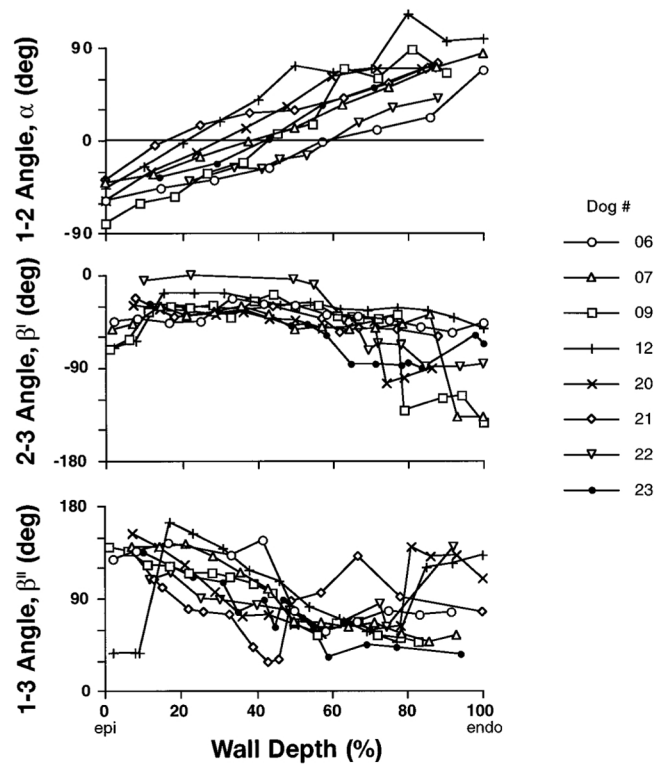 90
0
-90
1-2 Angle, α (deg)
0
-90
-180
2-3 Angle, β' (deg)
180
90
0
1-3 Angle, β" (deg)
0 20 40 60 80 100
epi endo
Wall Depth (%)
Dog #
06
07
09
12
20
21
22
23